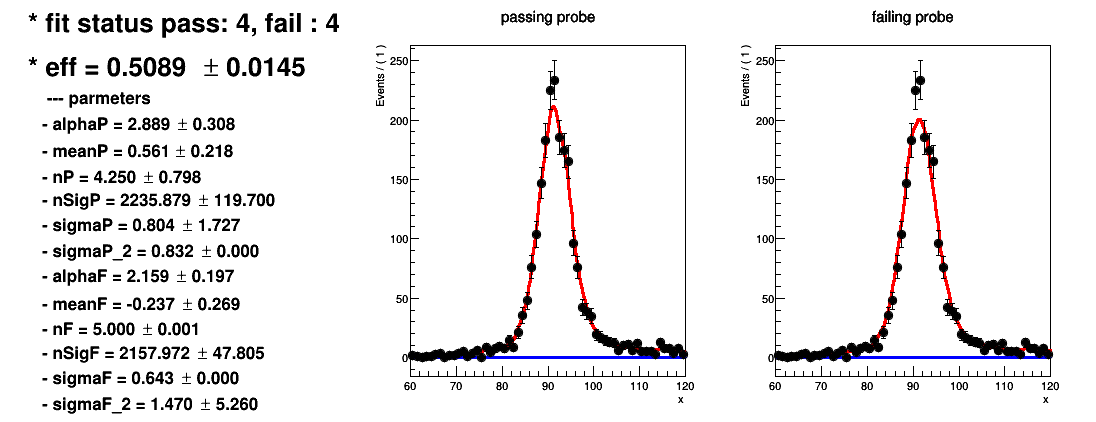 * fit status pass: 4, fail : 4
* eff = 0.5089 ± 0.0145
--- parmeters
- alphaP = 2.889 ± 0.308
- meanP = 0.561 ± 0.218
- nP = 4.250 ± 0.798
- nSigP = 2235.879 ± 119.700
- sigmaP = 0.804 ± 1.727
- sigmaP_2 = 0.832 ± 0.000
- alphaF = 2.159 ± 0.197
- meanF = -0.237 ± 0.269
- nF = 5.000 ± 0.001
- nSigF = 2157.972 ± 47.805
- sigmaF = 0.643 ± 0.000
- sigmaF_2 = 1.470 ± 5.260
passing probe
Events / ( 1 )
250
200
150
100
50
0
60 70 80 90 100 110 120
x
failing probe
Events / ( 1 )
250
200
150
100
50
0
60 70 80 90 100 110 120
x